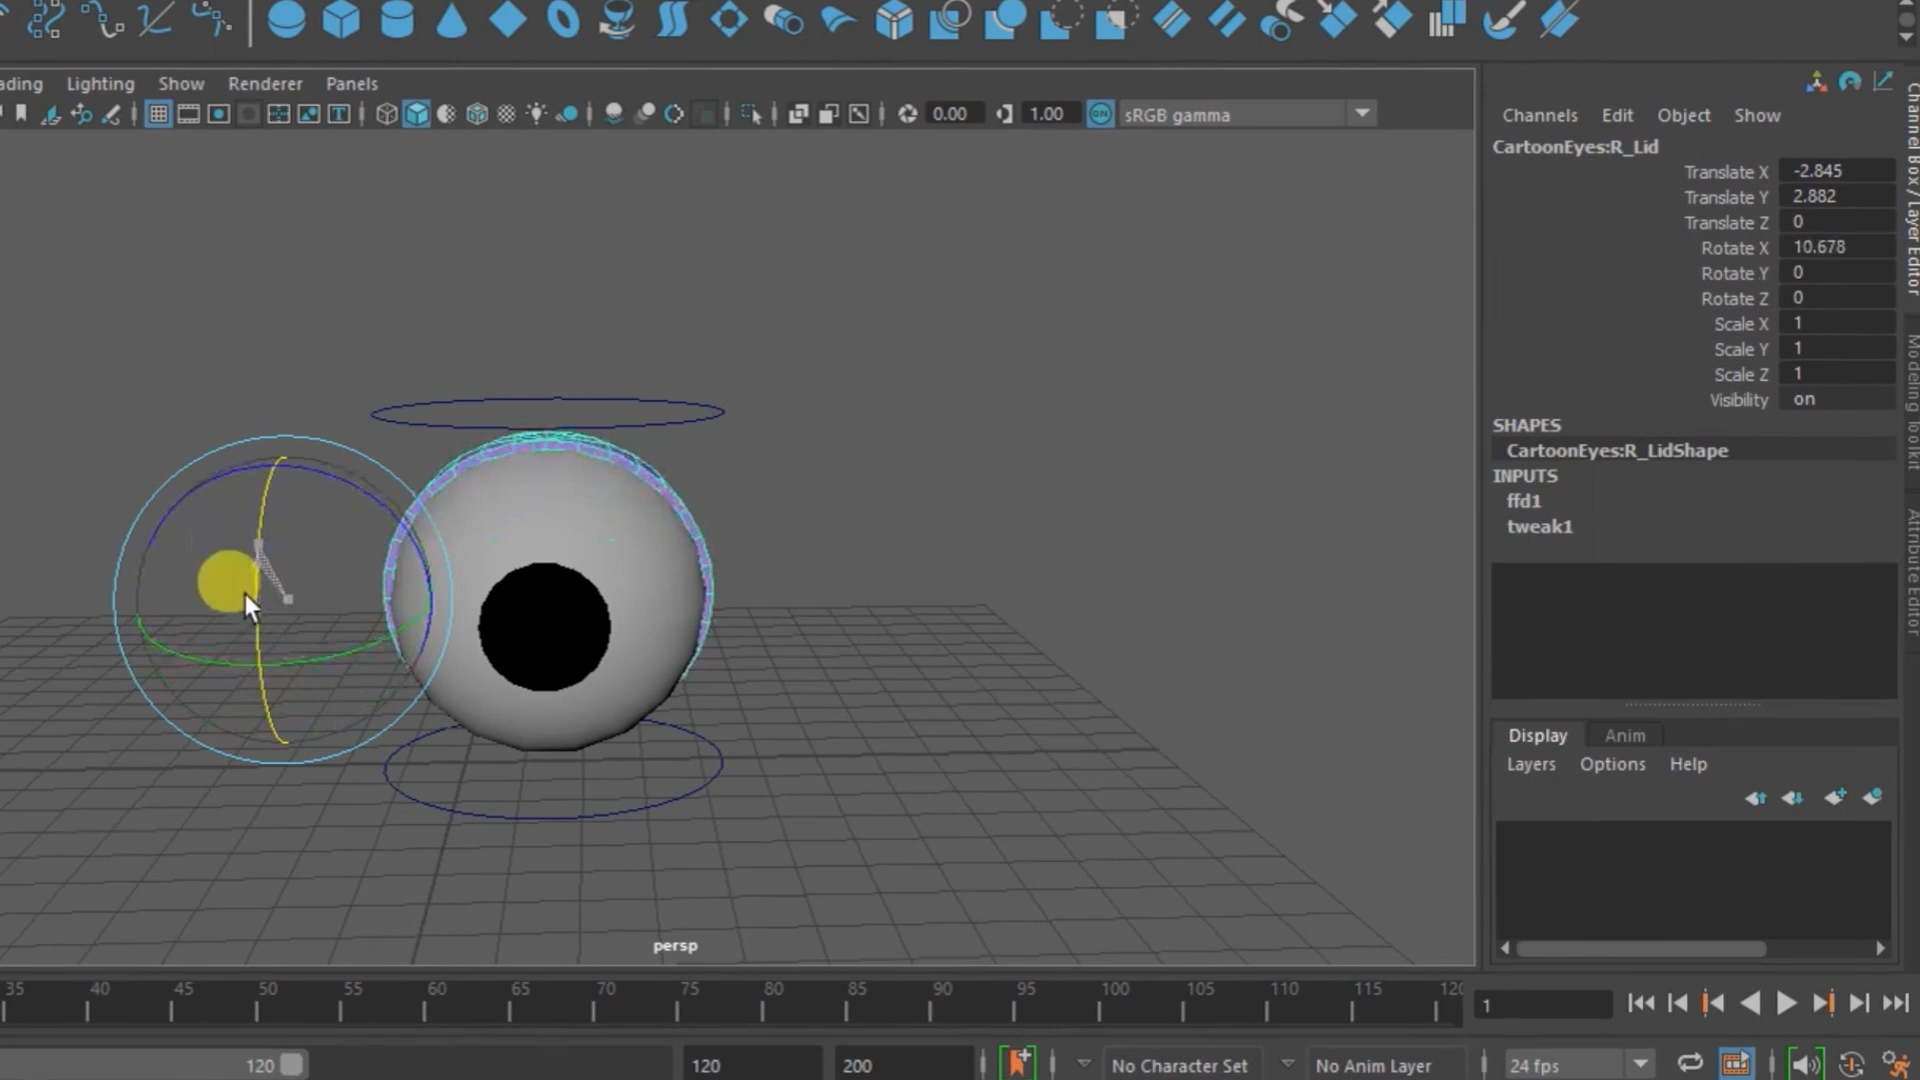 ading Lighting Show Renderer Panels
0.00 1.00 ON sRGB gamma
Channels Edit Object Show
CartoonEyes:R_Lid
Translate X -2.845
Translate Y 2.882
Translate Z 0
Rotate X 10.678
Rotate Y 0
Rotate Z 0
Scale X 1
Scale Y 1
Scale Z 1
Visibility on
SHAPES
CartoonEyes:R_LidShape
INPUTS
ffd1
tweak1
Channel Box / Layer Editor
Modeling Toolkit
Attribute Editor
Display Anim
Layers Options Help
persp
35 40 45 50 55 60 65 70 75 80 85 90 95 100 105 110 115 120
1
120 120 200 No Character Set No Anim Layer 24 fps